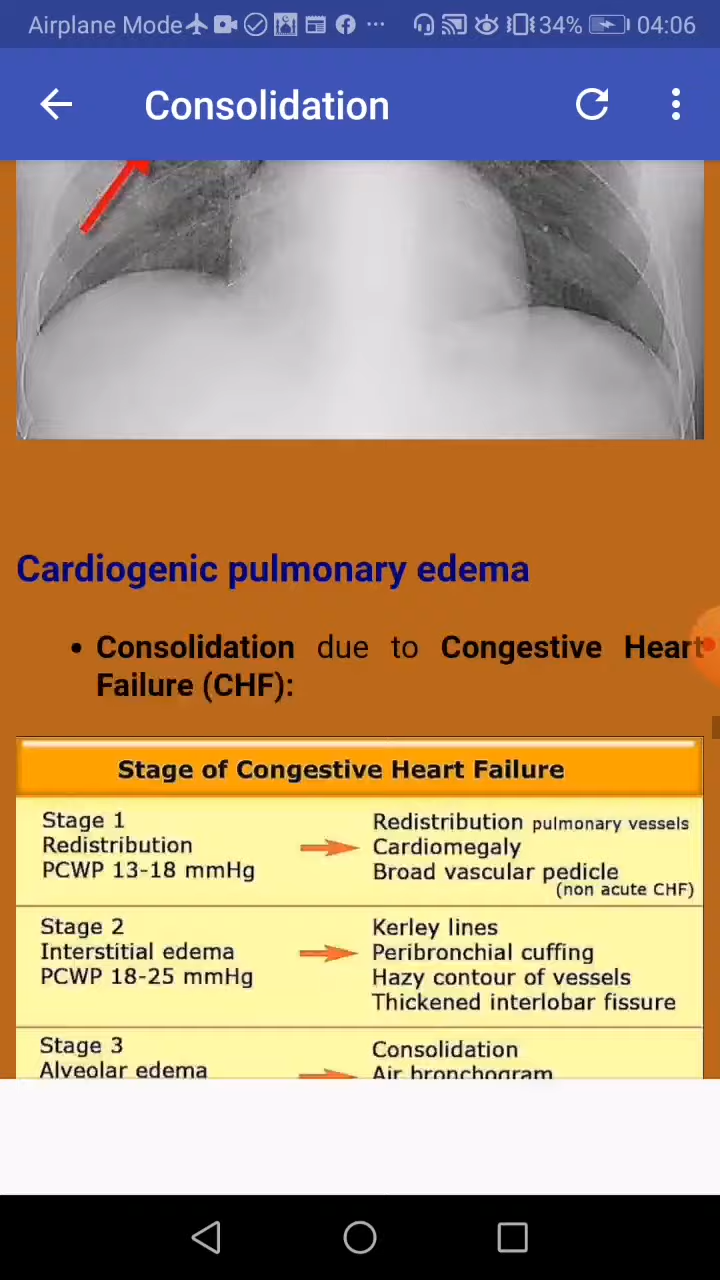 Airplane Mode ... 34% 04:06
Consolidation
Cardiogenic pulmonary edema
• Consolidation due to Congestive Heart
Failure (CHF):
Stage of Congestive Heart Failure
Stage 1
Redistribution
PCWP 13-18 mmHg
Redistribution pulmonary vessels
Cardiomegaly
Broad vascular pedicle
(non acute CHF)
Stage 2
Interstitial edema
PCWP 18-25 mmHg
Kerley lines
Peribronchial cuffing
Hazy contour of vessels
Thickened interlobar fissure
Stage 3
Alveolar edema
Consolidation
Air bronchogram